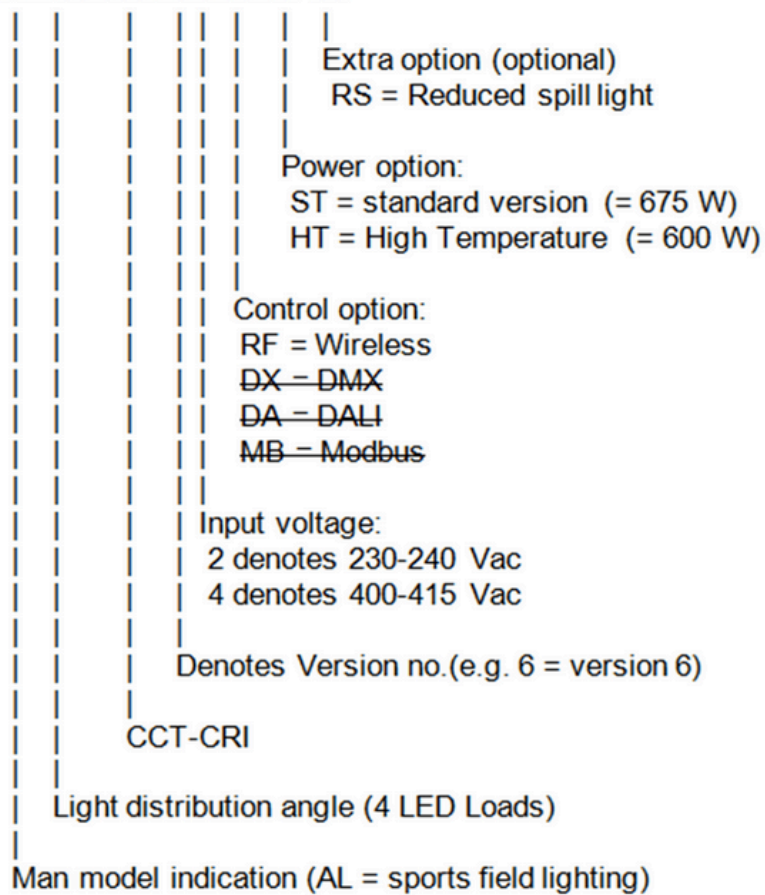 Extra option (optional)
RS = Reduced spill light
Power option:
ST = standard version (= 675 W)
HT = High Temperature (= 600 W)
Control option:
RF = Wireless
DX = DMX
DA = DALI
MB = Modbus
Input voltage:
2 denotes 230-240 Vac
4 denotes 400-415 Vac
Denotes Version no.(e.g. 6 = version 6)
CCT-CRI
Light distribution angle (4 LED Loads)
Man model indication (AL = sports field lighting)